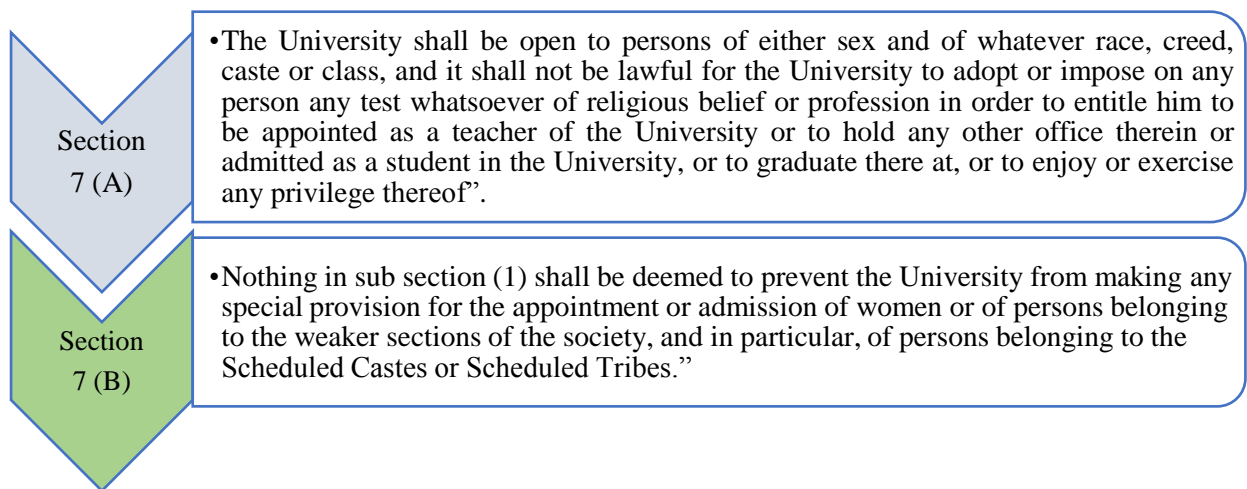 Section
7 (A)
•The University shall be open to persons of either sex and of whatever race, creed,
caste or class, and it shall not be lawful for the University to adopt or impose on any
person any test whatsoever of religious belief or profession in order to entitle him to
be appointed as a teacher of the University or to hold any other office therein or
admitted as a student in the University, or to graduate there at, or to enjoy or exercise
any privilege thereof”.
Section
7 (B)
•Nothing in sub section (1) shall be deemed to prevent the University from making any
special provision for the appointment or admission of women or of persons belonging
to the weaker sections of the society, and in particular, of persons belonging to the
Scheduled Castes or Scheduled Tribes.”